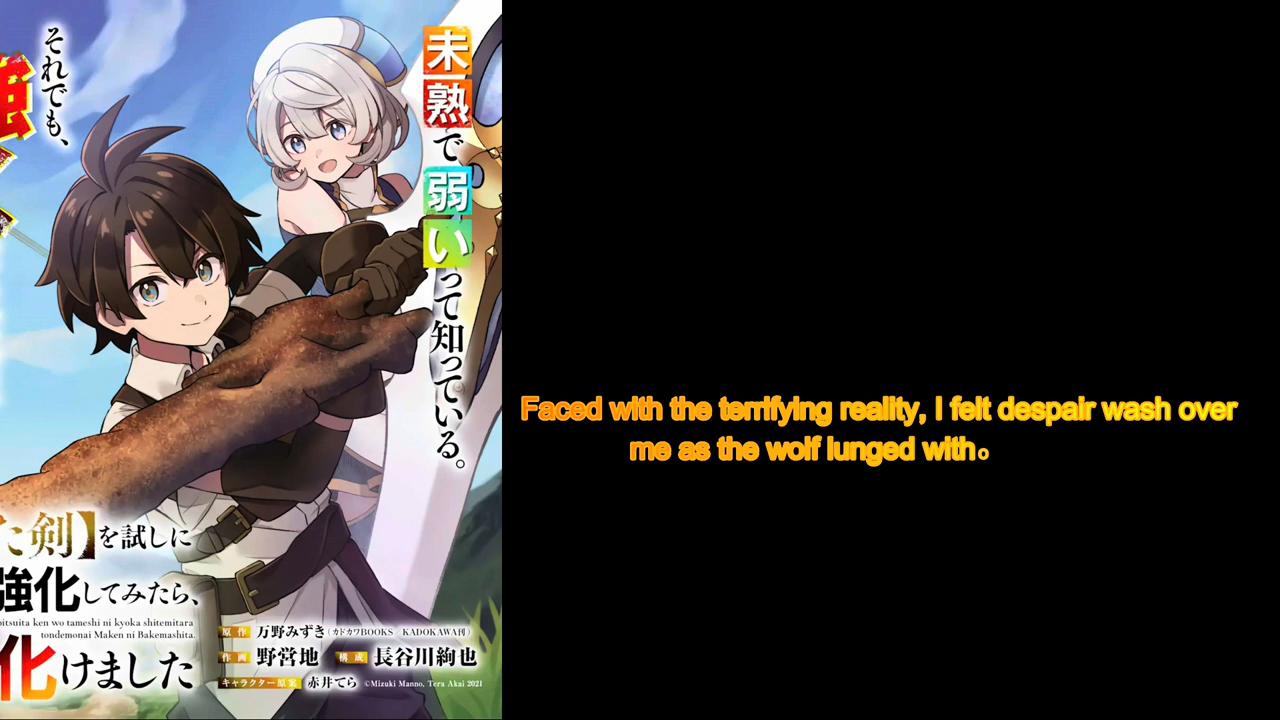 未熟で弱いって知っている。
それでも、
強
た剣】を試しに
強化してみたら、
bitsuita ken wo tameshi ni kyoka shitemitara
tondemonai Maken ni Bakemashita.
化けました
原作 万野みずき(カドカワBOOKS/KADOKAWA刊)
作画 野営地 構成 長谷川絢也
キャラクター原案 赤井てら ©Mizuki Manno, Tera Akai 2021
Faced with the terrifying reality, I felt despair wash over
me as the wolf lunged with。